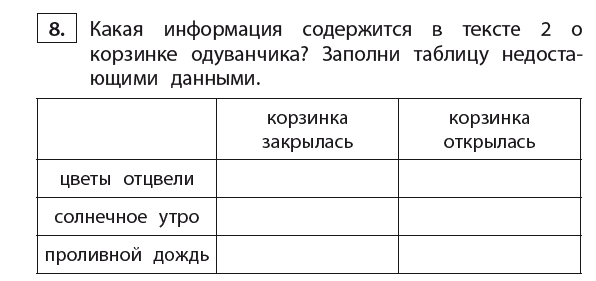 8. Какая информация содержится в тексте 2 о
корзинке одуванчика? Заполни таблицу недоста-
ющими данными.
корзинка закрылась корзинка открылась
цветы отцвели
солнечное утро
проливной дождь